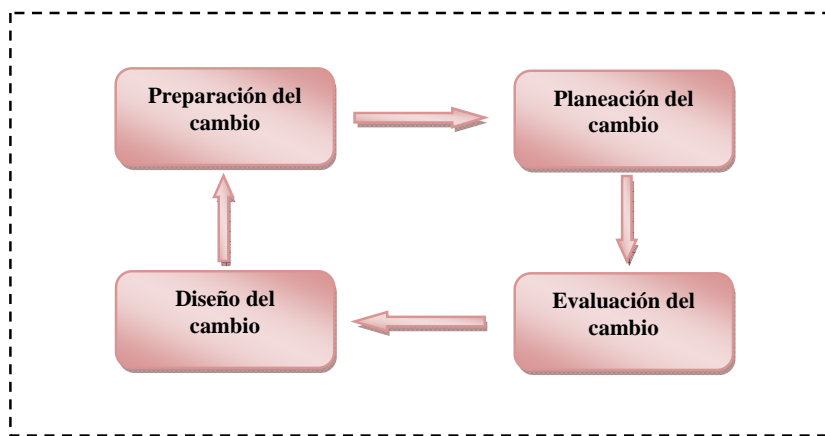 Preparación del
cambio
Planeación del
cambio
Diseño del
cambio
Evaluación del
cambio